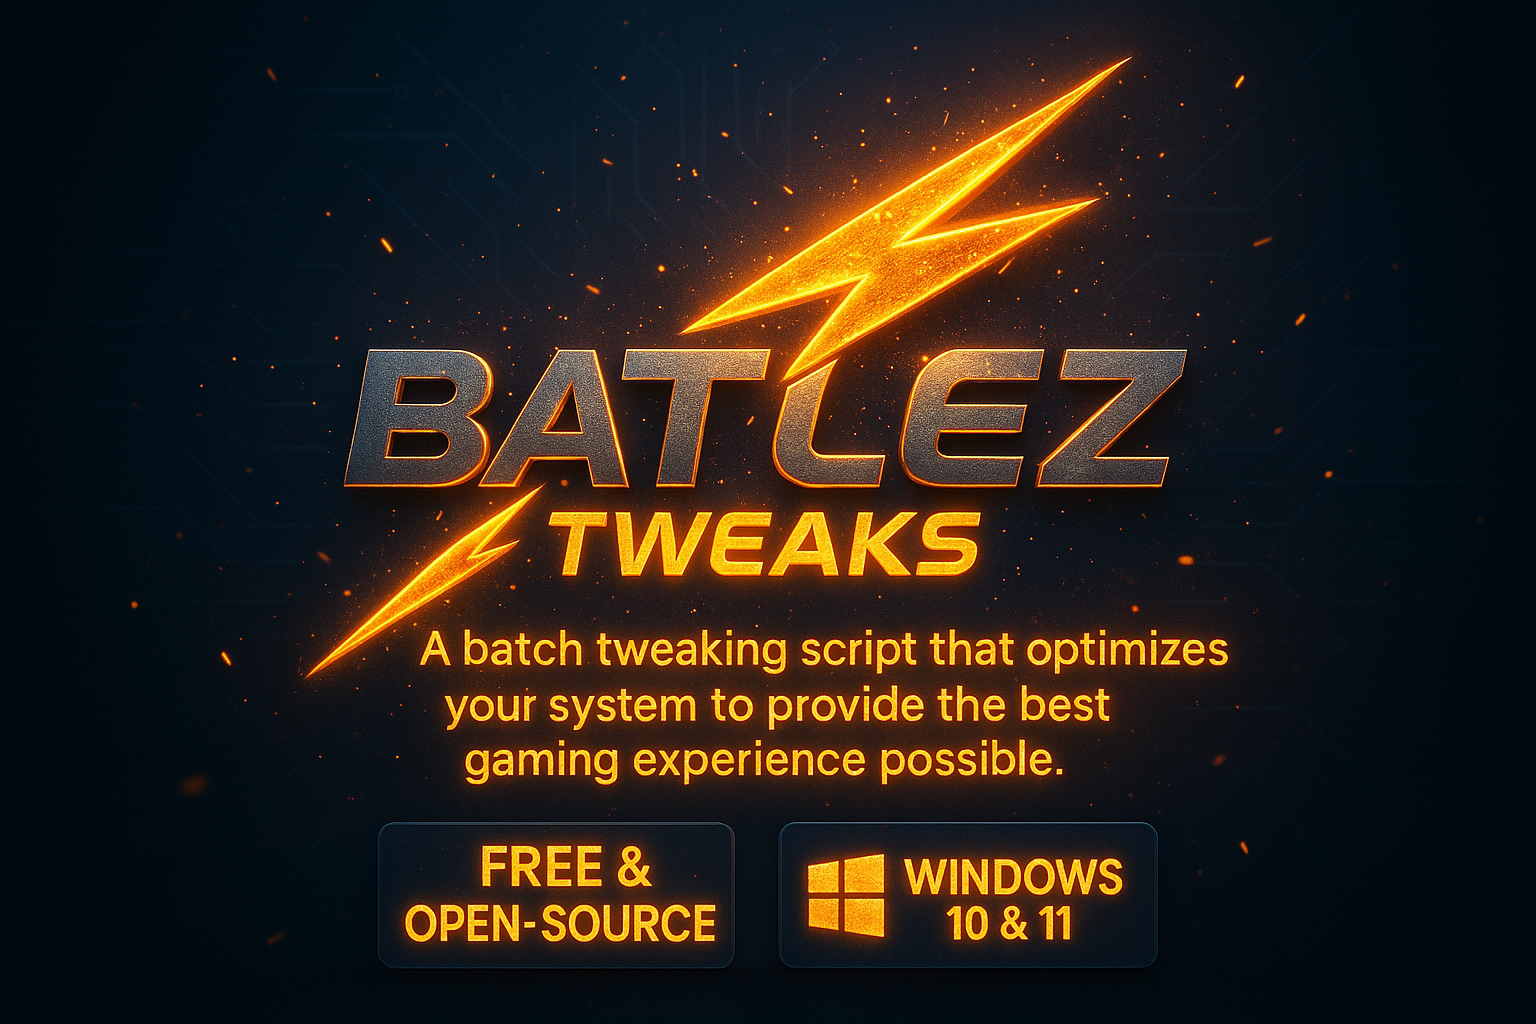 BATLEZ
TWEAKS
A batch tweaking script that optimizes
your system to provide the best
gaming experience possible.
FREE &
OPEN-SOURCE
WINDOWS
10 & 11